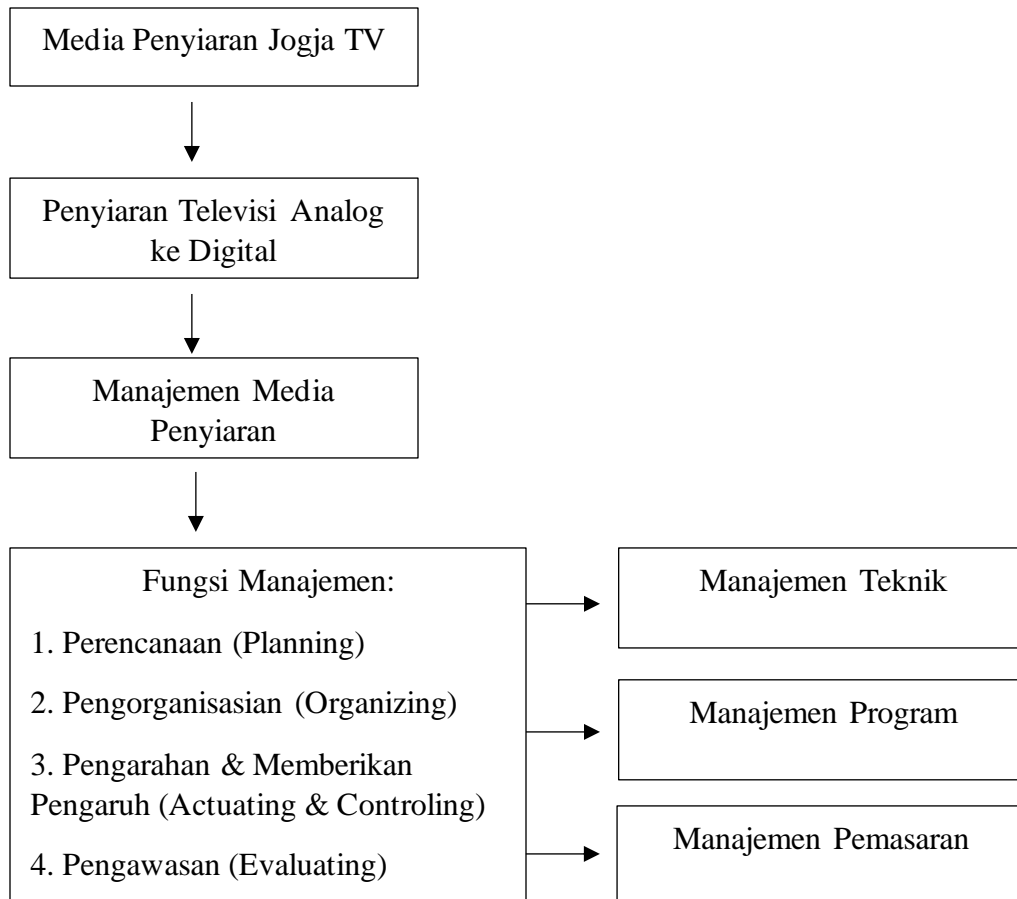 Media Penyiaran Jogja TV
Penyiaran Televisi Analog
ke Digital
Manajemen Media
Penyiaran
Fungsi Manajemen:
1. Perencanaan (Planning)
2. Pengorganisasian (Organizing)
3. Pengarahan & Memberikan
Pengaruh (Actuating & Controling)
4. Pengawasan (Evaluating)
Manajemen Teknik
Manajemen Program
Manajemen Pemasaran